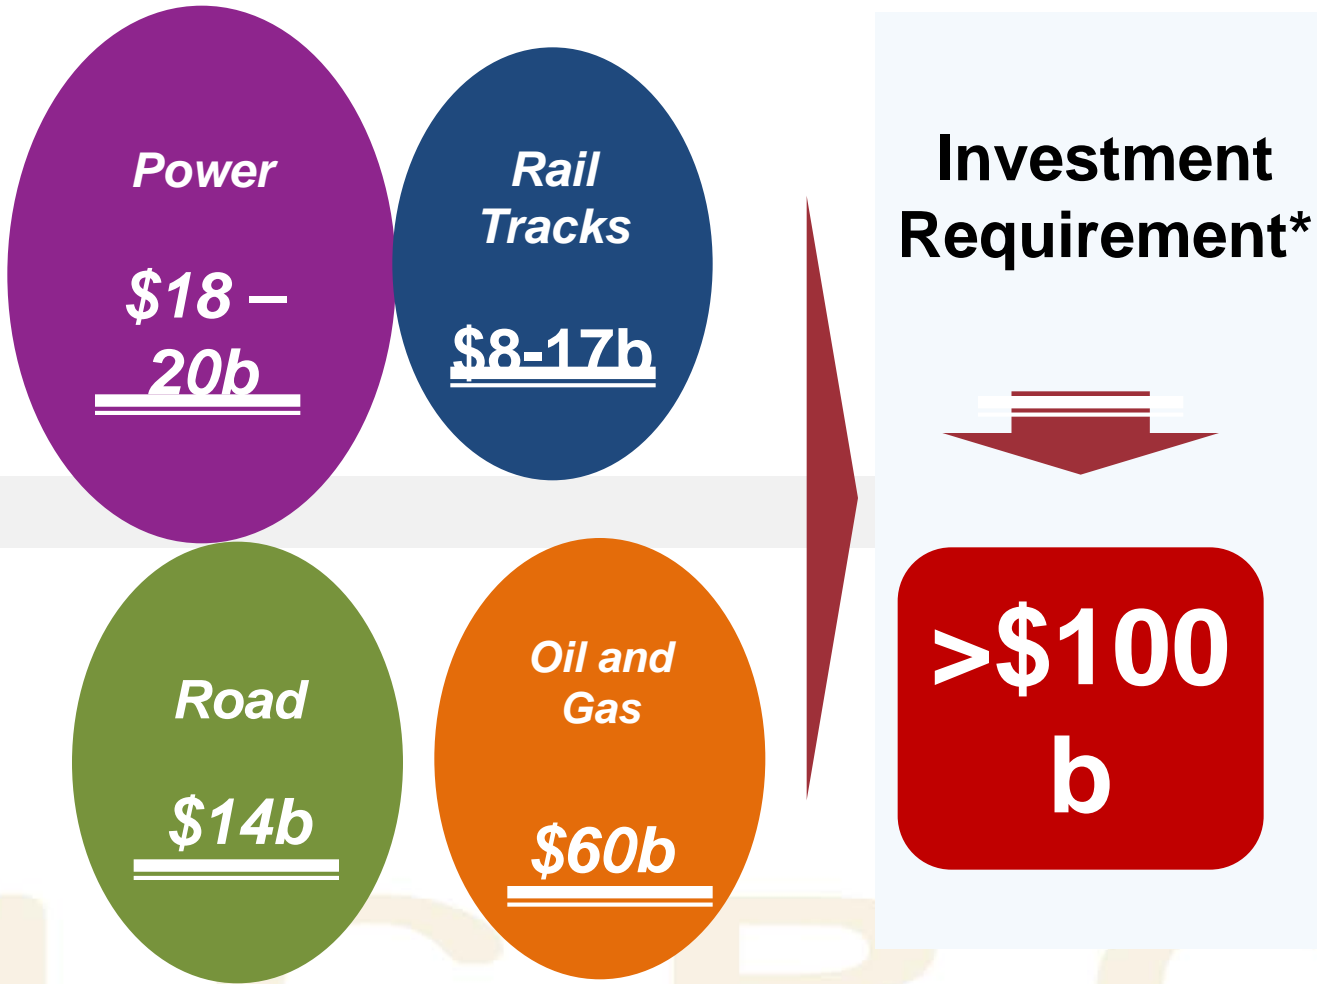 Power
$18 –
20b
Rail
Tracks
$8-17b
Road
$14b
Oil and
Gas
$60b
Investment
Requirement*
>$100
b